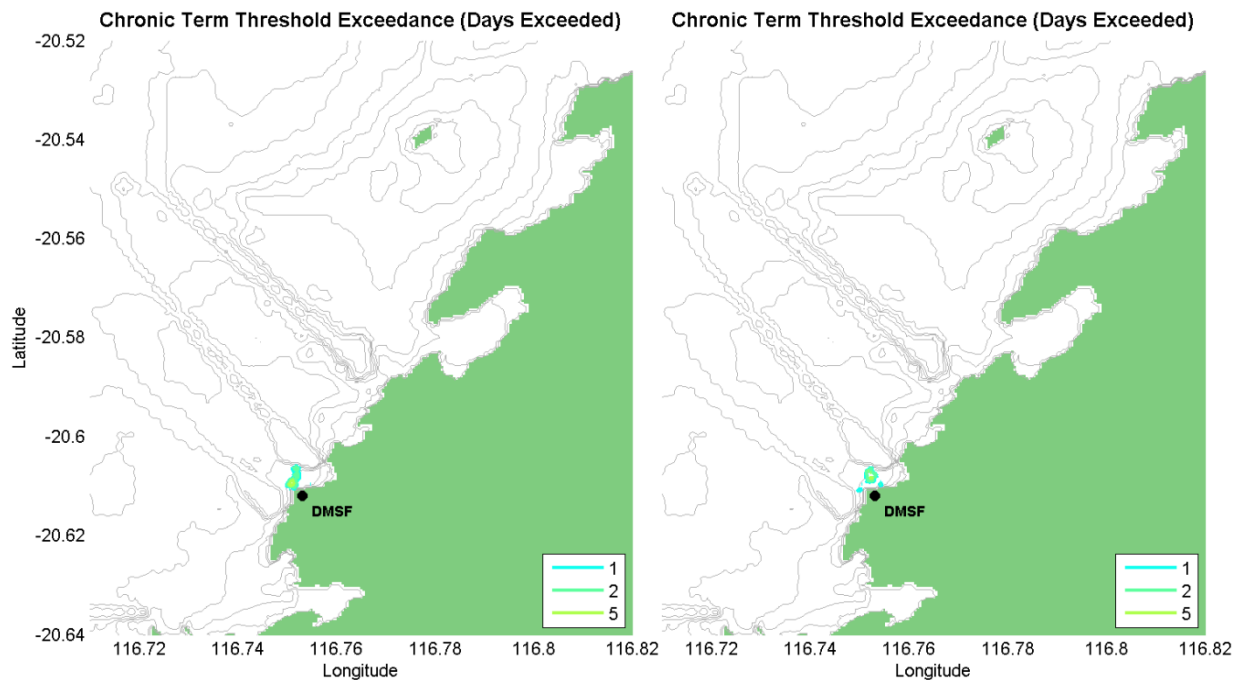 Chronic Term Threshold Exceedance (Days Exceeded)
-20.52
-20.54
-20.56
-20.58
-20.6
-20.62
-20.64
Latitude
DMSF
1
2
5
116.72 116.74 116.76 116.78 116.8 116.82
Longitude
Chronic Term Threshold Exceedance (Days Exceeded)
DMSF
1
2
5
116.72 116.74 116.76 116.78 116.8 116.82
Longitude